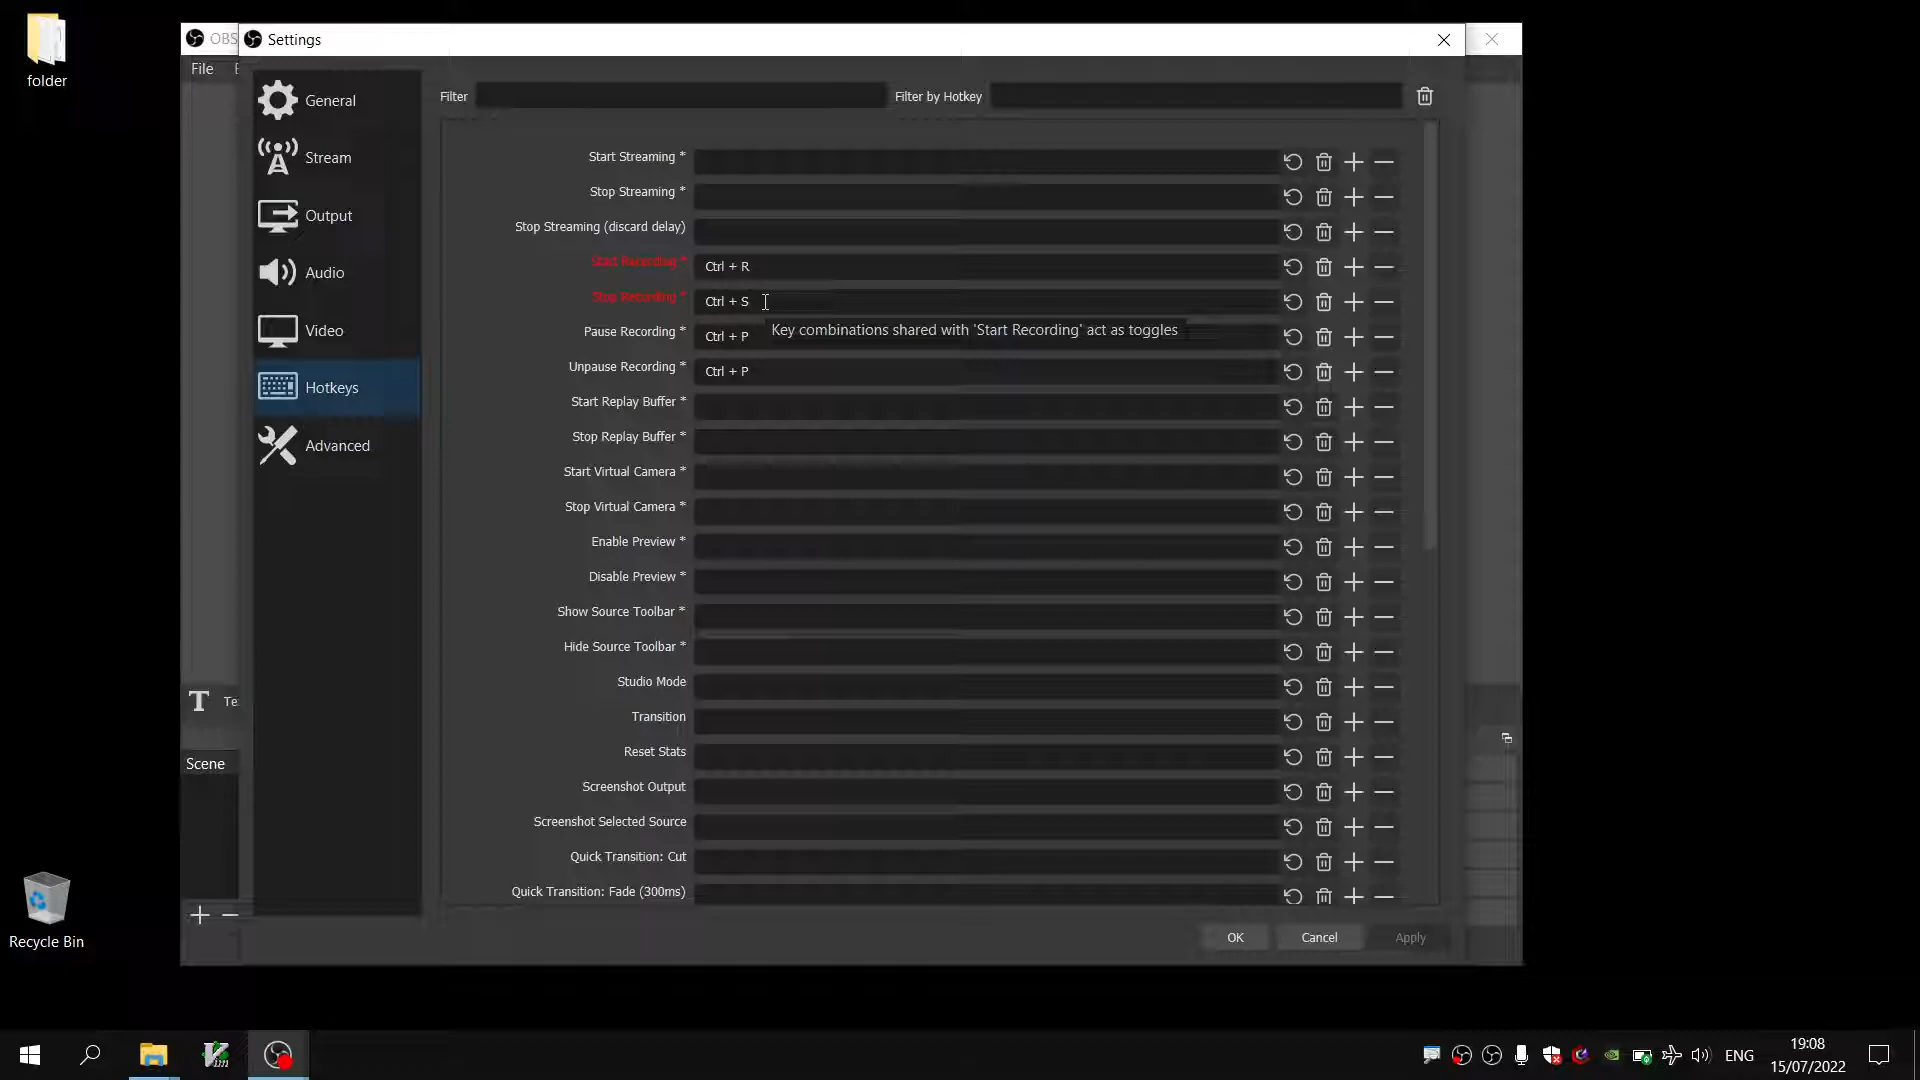 folder
OBS
Settings
File
General
Stream
Output
Audio
Video
Hotkeys
Advanced
Filter
Filter by Hotkey
Start Streaming *
Stop Streaming *
Stop Streaming (discard delay)
Start Recording * Ctrl + R
Stop Recording * Ctrl + S
Key combinations shared with 'Start Recording' act as toggles
Pause Recording * Ctrl + P
Unpause Recording * Ctrl + P
Start Replay Buffer *
Stop Replay Buffer *
Start Virtual Camera *
Stop Virtual Camera *
Enable Preview *
Disable Preview *
Show Source Toolbar *
Hide Source Toolbar *
Studio Mode
Transition
Reset Stats
Screenshot Output
Screenshot Selected Source
Quick Transition: Cut
Quick Transition: Fade (300ms)
T Te
Scene
OK
Cancel
Apply
Recycle Bin
ENG
19:08
15/07/2022